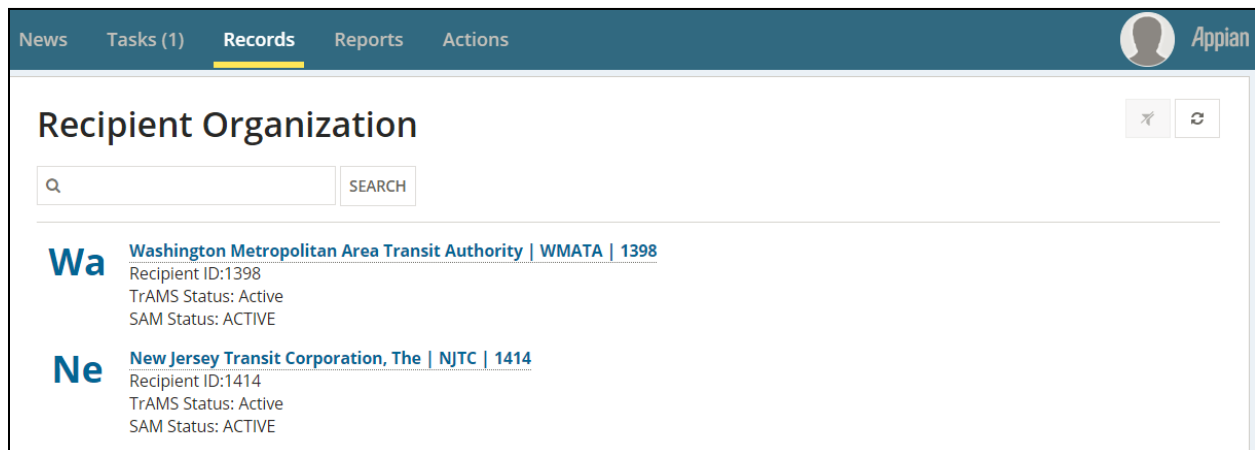 News Tasks (1) Records Reports Actions Appian
Recipient Organization
SEARCH
Wa
Washington Metropolitan Area Transit Authority | WMATA | 1398
Recipient ID:1398
TrAMS Status: Active
SAM Status: ACTIVE
Ne
New Jersey Transit Corporation, The | NJTC | 1414
Recipient ID:1414
TrAMS Status: Active
SAM Status: ACTIVE